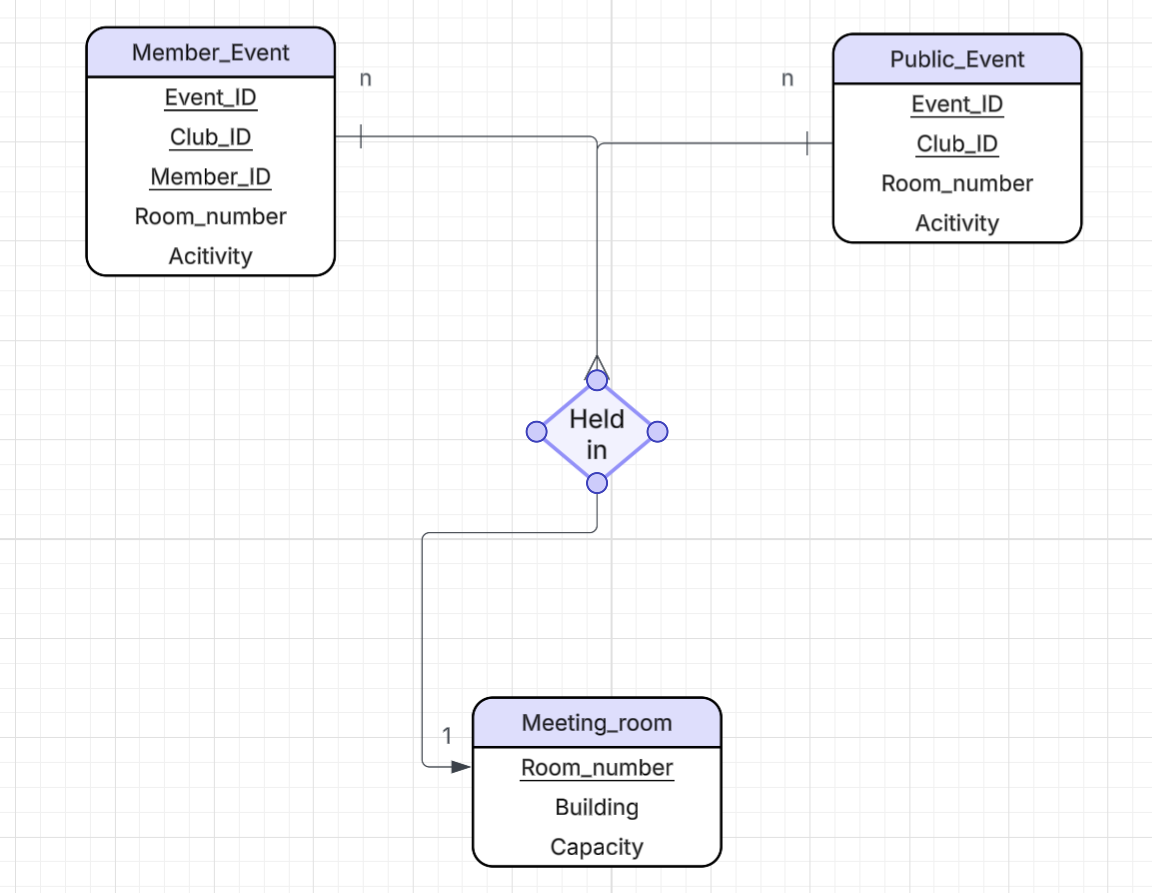 Member_Event
Event_ID
Club_ID
Member_ID
Room_number
Acitivity
n
n
Public_Event
Event_ID
Club_ID
Room_number
Acitivity
Held
in
1
Meeting_room
Room_number
Building
Capacity